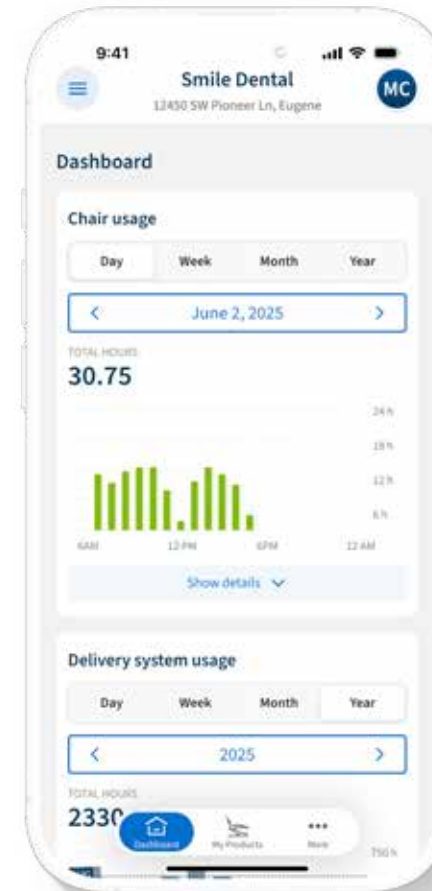 9:41
Smile Dental
12450 SW Pioneer Ln, Eugene
MC
Dashboard
Chair usage
Day Week Month Year
June 2, 2025
TOTAL HOURS
30.75
24 h
18 h
12 h
6 h
6AM 12 PM 6PM 12 AM
Show details
Delivery system usage
Day Week Month Year
2025
TOTAL HOURS
2330
Dashboard My Products More
750 h